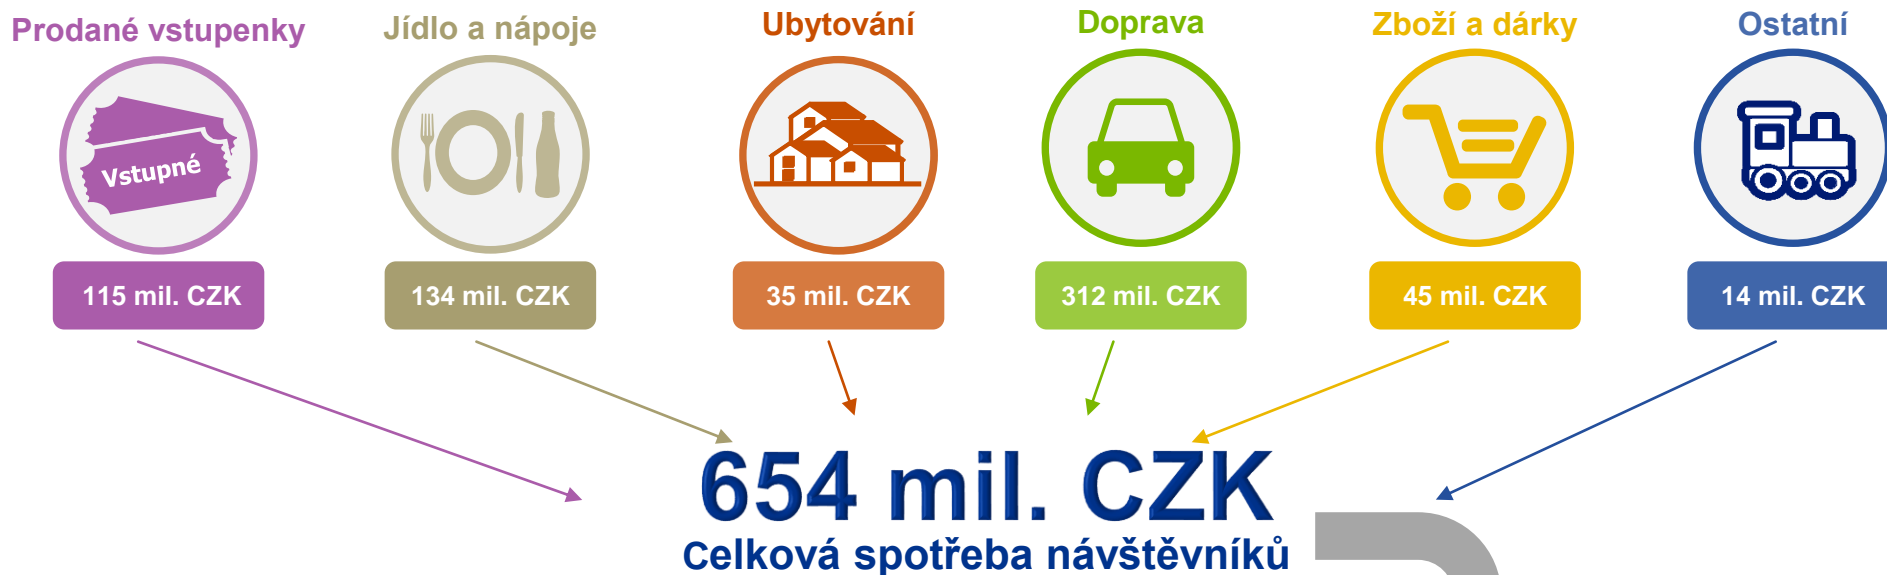 Prodané vstupenky
Jídlo a nápoje
Ubytování
Doprava
Zboží a dárky
Ostatní
Vstupné
115 mil. CZK
134 mil. CZK
35 mil. CZK
312 mil. CZK
45 mil. CZK
14 mil. CZK
654 mil. CZK
Celková spotřeba návštěvníků